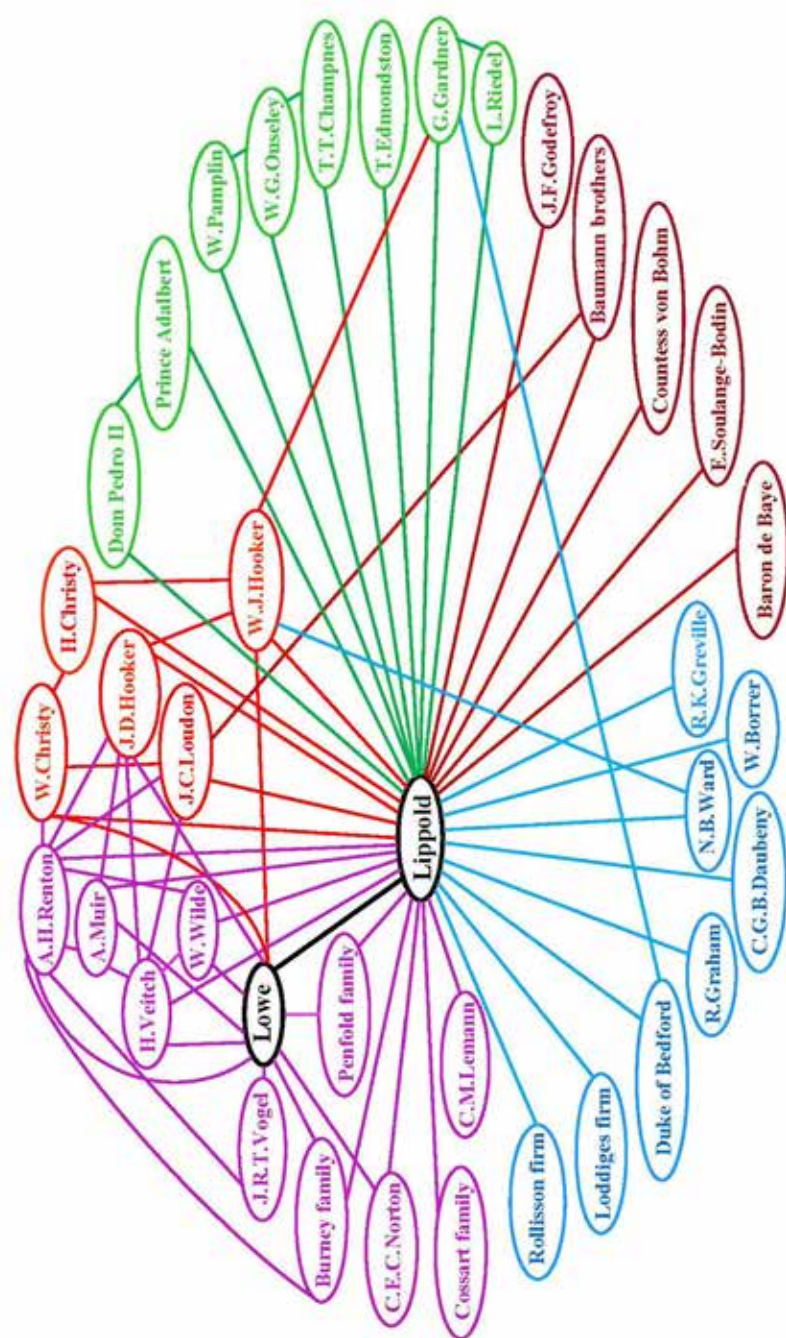 W.Christy
H.Christy
Dom Pedro II
Prince Adalbert
W.Pamplin
W.G.Ouseley
T.T.Champnes
T.Edmondston
G.Gardner
L.Riedel
A.H.Renton
J.D.Hooker
A.Muir
J.C.Loudon
W.J.Hooker
H.Veitch
W.Wilde
Lowe
J.R.T.Vogel
Penfold family
Lippold
Burney family
C.E.C.Norton
C.M.Lemann
Cossart family
Rollisson firm
Loddiges firm
Duke of Bedford
R.Graham
C.G.B.Daubeny
N.B.Ward
W.Borrer
R.K.Greville
Baron de Baye
E.Soulange-Bodin
Countess von Bohm
Baumann brothers
J.F.Godefroy